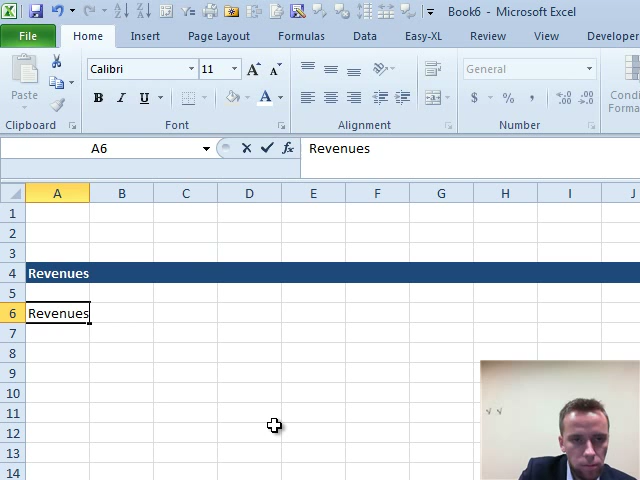 Book6 - Microsoft Excel
File Home Insert Page Layout Formulas Data Easy-XL Review View Developer
Calibri 11 General
Paste
B I U A $ % ,
Clipboard Font Alignment Number
A6 fx Revenues
A B C D E F G H I J
1
2
3
4 Revenues
5
6 Revenues
7
8
9
10
11
12
13
14